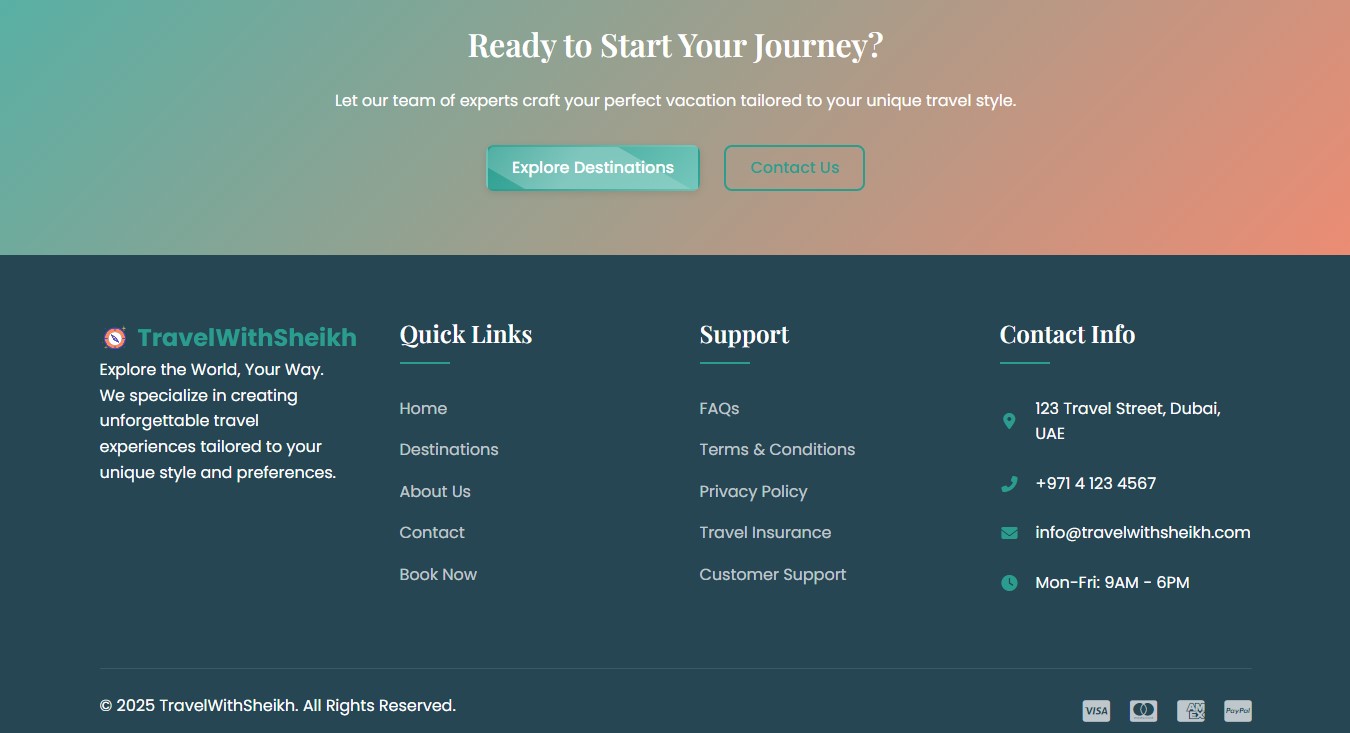 Ready to Start Your Journey?
Let our team of experts craft your perfect vacation tailored to your unique travel style.
Explore Destinations
Contact Us
TravelWithSheikh
Explore the World, Your Way.
We specialize in creating
unforgettable travel
experiences tailored to your
unique style and preferences.
Quick Links
Home
Destinations
About Us
Contact
Book Now
Support
FAQs
Terms & Conditions
Privacy Policy
Travel Insurance
Customer Support
Contact Info
123 Travel Street, Dubai,
UAE
+971 4 123 4567
info@travelwithsheikh.com
Mon-Fri: 9AM - 6PM
© 2025 TravelWithSheikh. All Rights Reserved.
VISA
AM
EX
PayPal